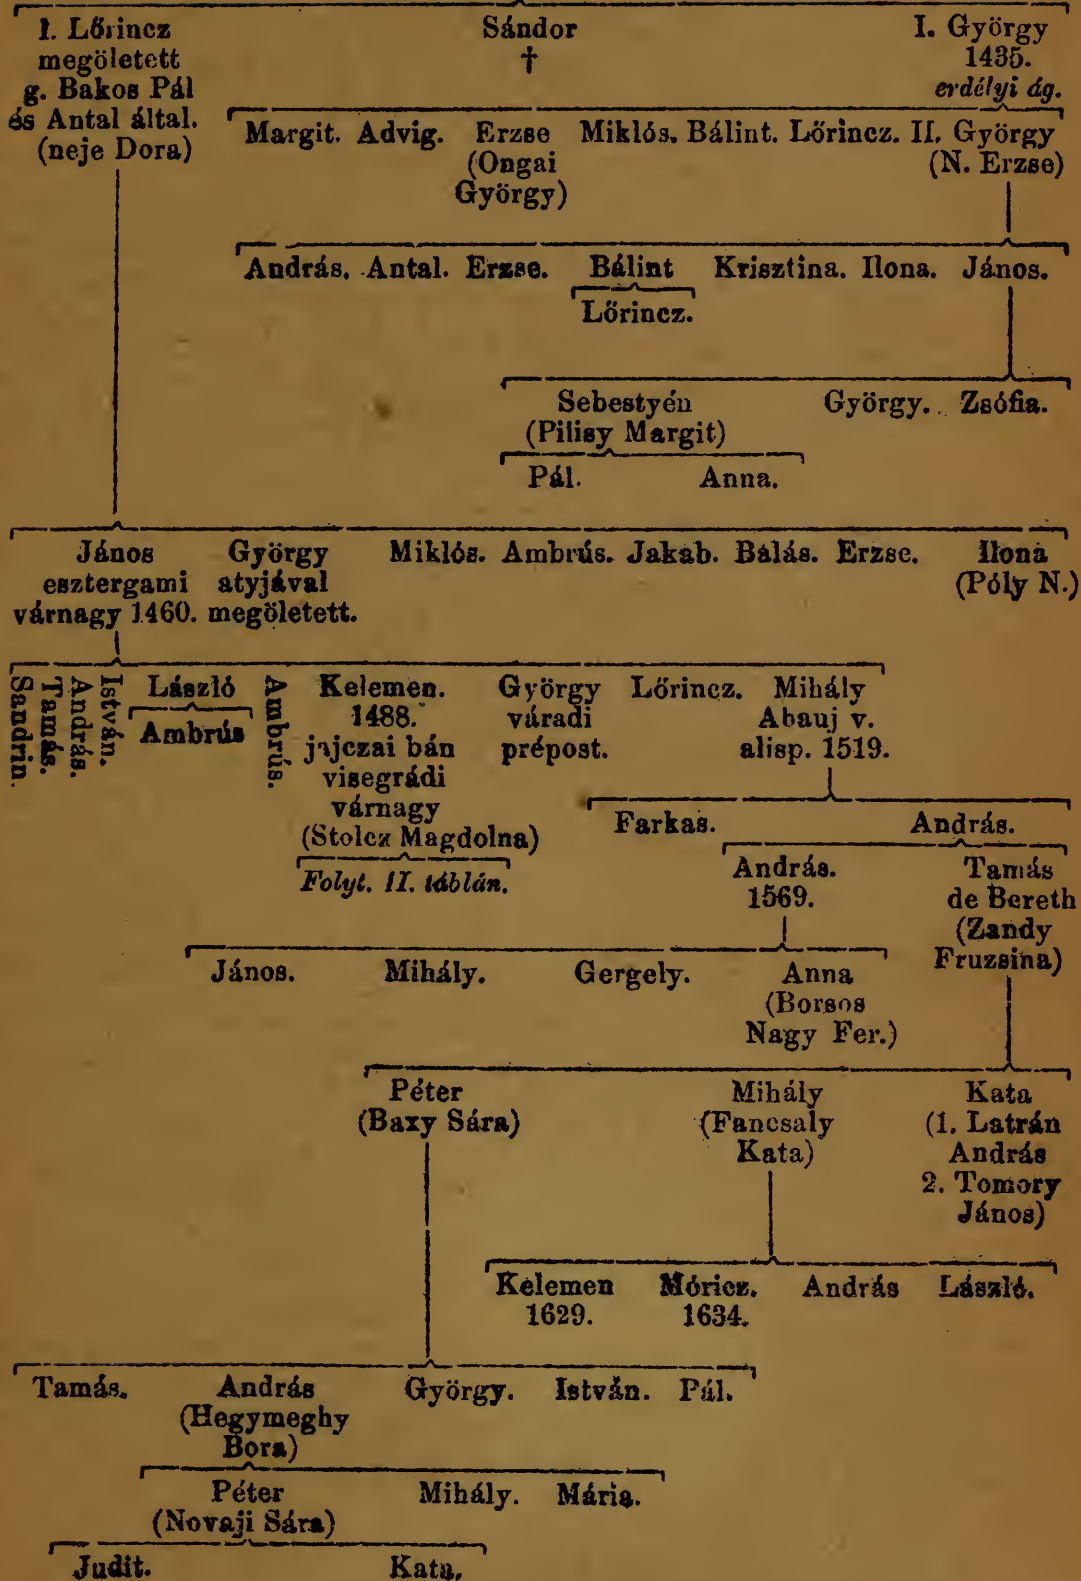 I. Lőrincz Sándor I. György
megöletett † 1435.
g. Bakos Pál erdélyi ág.
és Antal által. Margit. Advig. Erzse Miklós. Bálint. Lőrincz. II. György
(neje Dora) (Ongai (N. Erzse)
György)
András. Antal. Erzse. Bálint Krisztina. Ilona. János.
Lőrincz.
Sebestyén György. Zsófia.
(Pilisy Margit)
Pál. Anna.
János György Miklós. Ambrús. Jakab. Balás. Erzse. Ilona
esztergami atyjával (Póly N.)
várnagy 1460. megöletett.
Sandrin. Tamás. András. István. László Ambrús. Kelemen. György Lőrincz. Mihály
Ambrús 1488. váradi Abauj v.
jajczai bán prépost. alisp. 1519.
visegrádi
várnagy Farkas. András.
(Stolcz Magdolna)
Folyt. II. táblán. András. Tamás
1569. de Bereth
(Zandy
János. Mihály. Gergely. Anna Fruzsina)
(Borsos
Nagy Fer.)
Péter Mihály Kata
(Baxy Sára) (Fancsaly (1. Latrán
Kata) András
2. Tomory
János)
Kelemen Móricz. András László.
1629. 1634.
Tamás. András György. István. Pál.
(Hegymeghy
Bora)
Péter Mihály. Mária.
(Novaji Sára)
Judit. Kata.